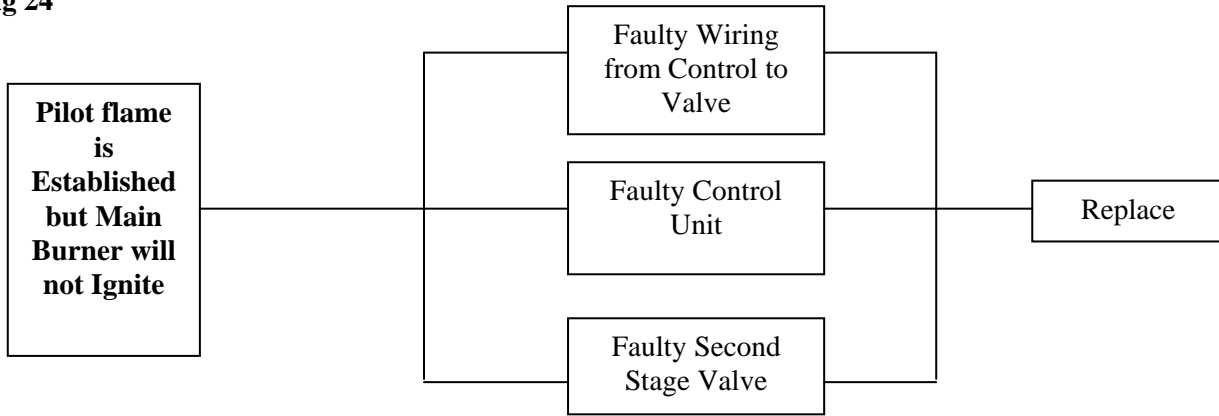 g 24
Pilot flame
is
Established
but Main
Burner will
not Ignite
Faulty Wiring
from Control to
Valve
Faulty Control
Unit
Faulty Second
Stage Valve
Replace